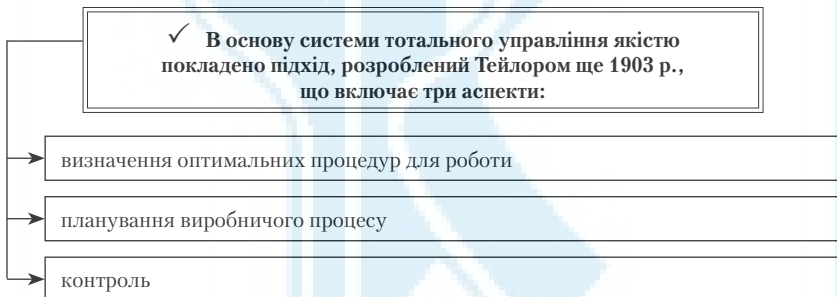 ✓ В основу системи тотального управління якістю
покладено підхід, розроблений Тейлором ще 1903 р.,
що включає три аспекти:
визначення оптимальних процедур для роботи
планування виробничого процесу
контроль